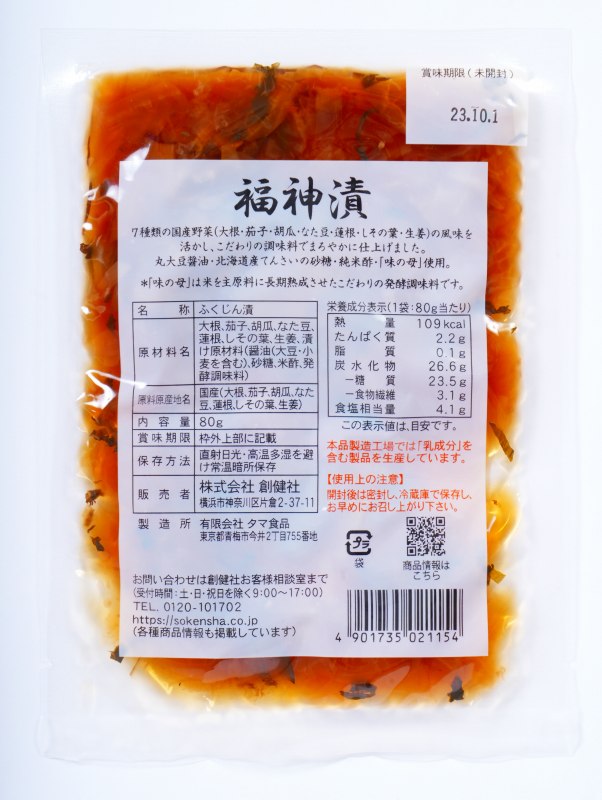 賞味期限(未開封)
23.10.1
福神漬
7種類の国産野菜(大根・茄子・胡瓜・なた豆・蓮根・しその葉・生姜)の風味を
活かし、こだわりの調味料でまろやかに仕上げました。
丸大豆醤油・北海道産てんさいの砂糖・純米酢・「味の母」使用。
*「味の母」は米を主原料に長期熟成させたこだわりの発酵調味料です。
名称 ふくじん漬
原材料名 大根、茄子、胡瓜、なた豆、
蓮根、しその葉、生姜、漬
け原材料(醤油(大豆・小
麦を含む)、砂糖、米酢、発
酵調味料)
原料原産地名 国産(大根、茄子、胡瓜、なた
豆、蓮根、しその葉、生姜)
内容量 80g
賞味期限 枠外上部に記載
保存方法 直射日光・高温多湿を避
け常温暗所保存
販売者 株式会社 創健社
横浜市神奈川区片倉2-37-11
製造所 有限会社 タマ食品
東京都青梅市今井2丁目755番地
栄養成分表示(1袋:80g当たり)
熱量 109kcal
たんぱく質 2.2g
脂質 0.1g
炭水化物 26.6g
ー糖質 23.5g
ー食物繊維 3.1g
食塩相当量 4.1g
この表示値は、目安です。
本品製造工場では「乳成分」を
含む製品を生産しています。
【使用上の注意】
開封後は密封し、冷蔵庫で保存し、
お早めにお召し上がり下さい。
プラ
袋
商品情報は
こちら
お問い合わせは創健社お客様相談室まで
(受付時間:土・日・祝日を除く9:00〜17:00)
TEL. 0120-101702
https://sokensha.co.jp
(各種商品情報も掲載しています)
4 901735 021154